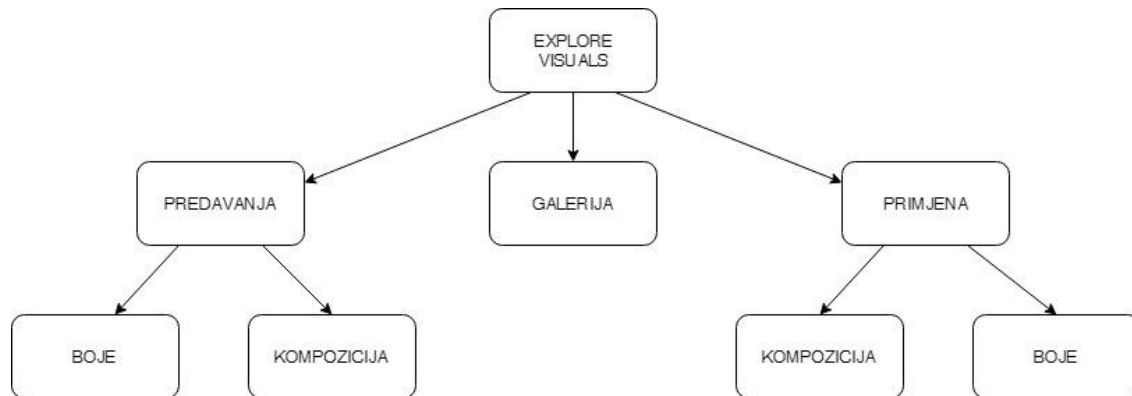 EXPLORE
VISUALS
PREDAVANJA
GALERIJA
PRIMJENA
BOJE
KOMPOZICIJA
KOMPOZICIJA
BOJE